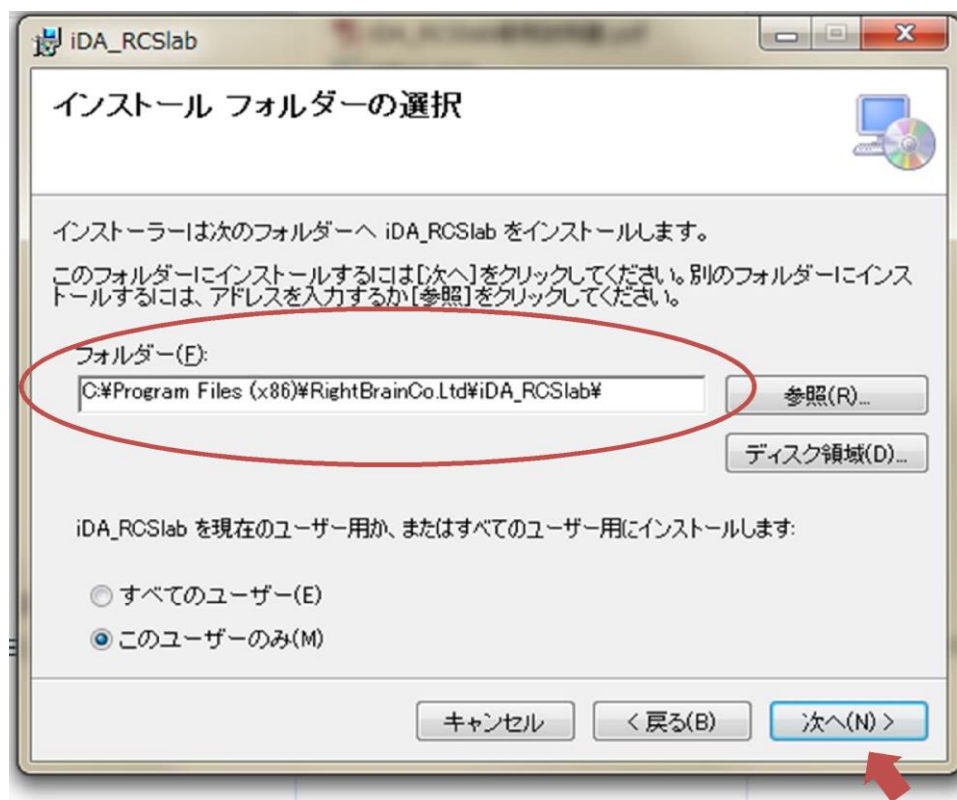 iDA_RCSlab
インストール フォルダーの選択
インストーラーは次のフォルダーへ iDA_RCSlab をインストールします。
このフォルダーにインストールするには[次へ]をクリックしてください。別のフォルダーにインス
トールするには、アドレスを入力するか[参照]をクリックしてください。
フォルダー(F):
C:¥Program Files (x86)¥RightBrainCo.Ltd¥iDA_RCSlab¥
参照(R)...
ディスク領域(D)...
iDA_RCSlab を現在のユーザー用か、またはすべてのユーザー用にインストールします:
すべてのユーザー(E)
このユーザーのみ(M)
キャンセル
< 戻る(B)
次へ(N) >